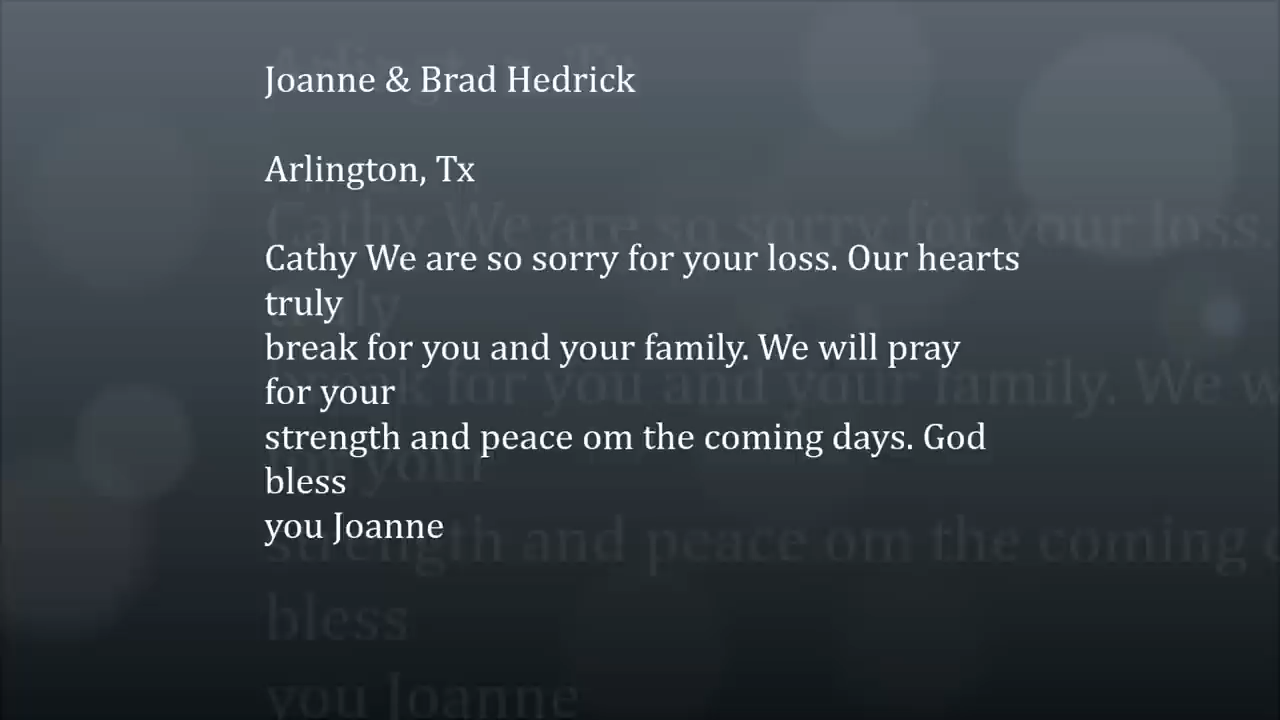 Joanne & Brad Hedrick
Arlington, Tx
Cathy We are so sorry for your loss. Our hearts
truly
break for you and your family. We will pray
for your
strength and peace om the coming days. God
bless
you Joanne